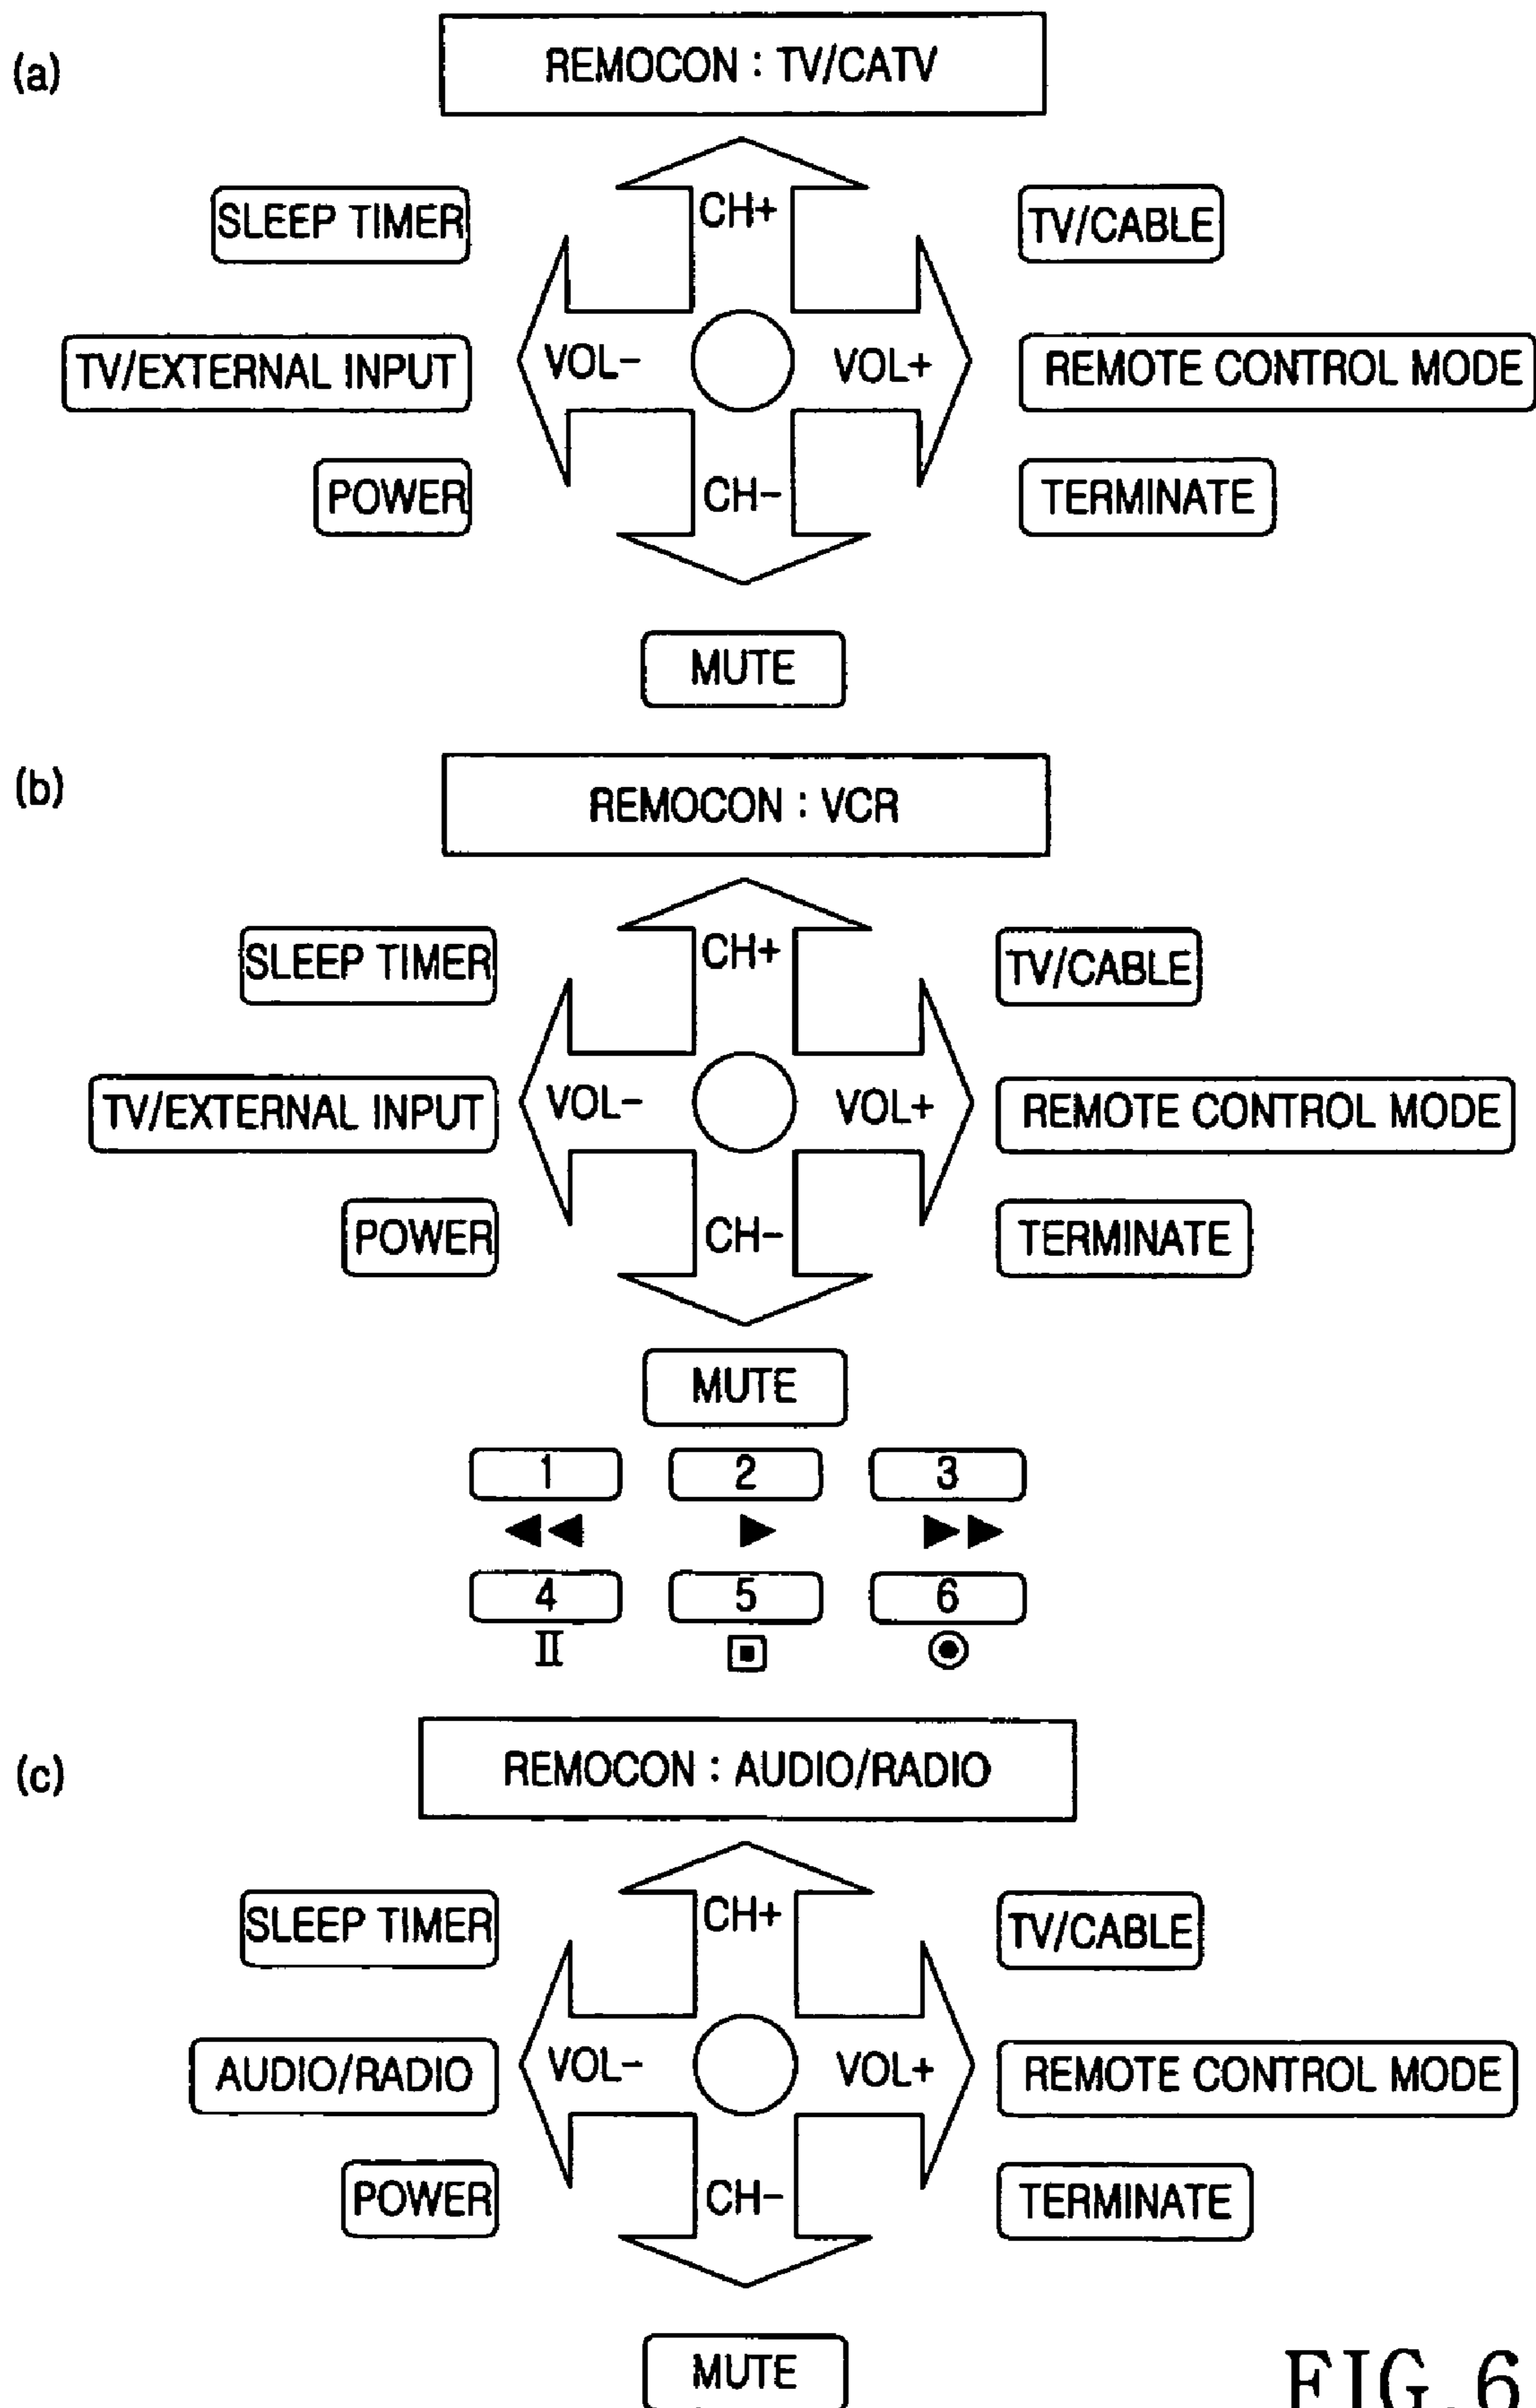 (a)
REMOCON : TV/CATV
SLEEP TIMER
CH+
TV/CABLE
TV/EXTERNAL INPUT
VOL-
VOL+
REMOTE CONTROL MODE
POWER
CH-
TERMINATE
MUTE
(b)
REMOCON : VCR
SLEEP TIMER
CH+
TV/CABLE
TV/EXTERNAL INPUT
VOL-
VOL+
REMOTE CONTROL MODE
POWER
CH-
TERMINATE
MUTE
1 2 3
4 5 6
(c)
REMOCON : AUDIO/RADIO
SLEEP TIMER
CH+
TV/CABLE
AUDIO/RADIO
VOL-
VOL+
REMOTE CONTROL MODE
POWER
CH-
TERMINATE
MUTE
FIG.6